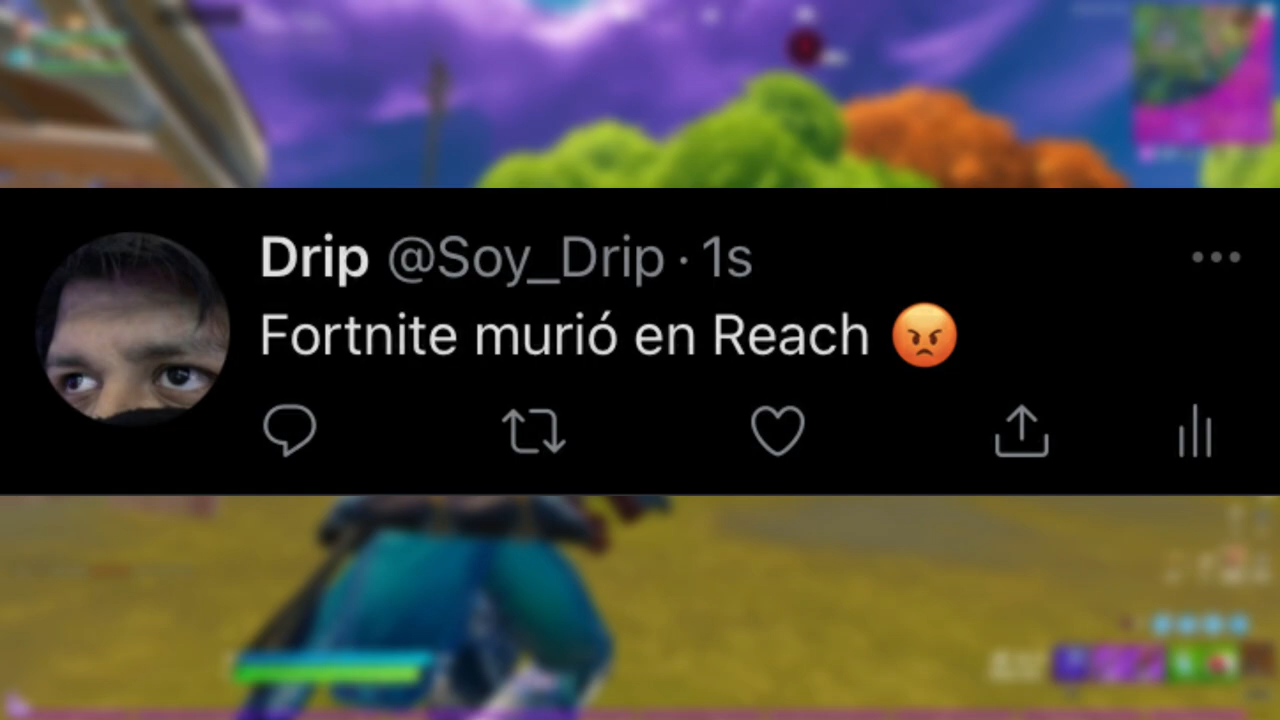 Drip @Soy_Drip · 1s
Fortnite murió en Reach 😡